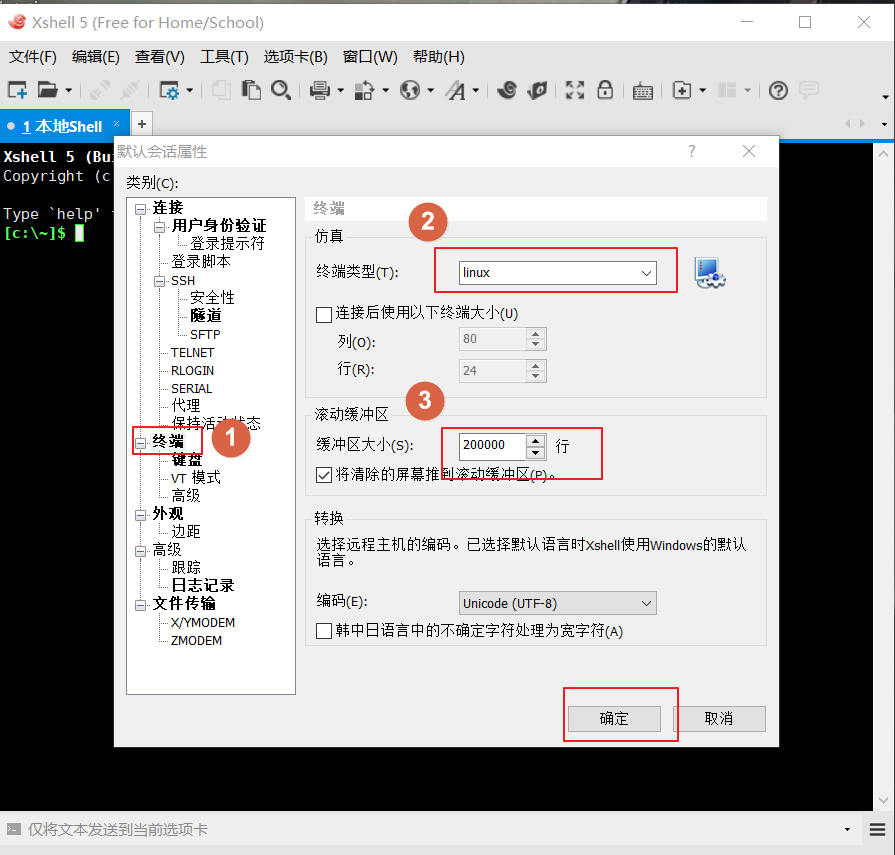 Xshell 5 (Free for Home/School)
文件(F) 编辑(E) 查看(V) 工具(T) 选项卡(B) 窗口(W) 帮助(H)
1 本地Shell × +
Xshell 5 (Bu
Copyright (c
Type `help'
[c:\~]$
默认会话属性 ? ×
类别(C):
连接
用户身份验证
登录提示符
登录脚本
SSH
安全性
隧道
SFTP
TELNET
RLOGIN
SERIAL
代理
保持活动状态
终端
键盘
VT 模式
高级
外观
边距
高级
跟踪
日志记录
文件传输
X/YMODEM
ZMODEM
1
终端
2
仿真
终端类型(T): linux
连接后使用以下终端大小(U)
列(O): 80
行(R): 24
3
滚动缓冲区
缓冲区大小(S): 200000 行
将清除的屏幕推到滚动缓冲区(P)。
转换
选择远程主机的编码。已选择默认语言时Xshell使用Windows的默认
语言。
编码(E): Unicode (UTF-8)
韩中日语言中的不确定字符处理为宽字符(A)
确定 取消
仅将文本发送到当前选项卡